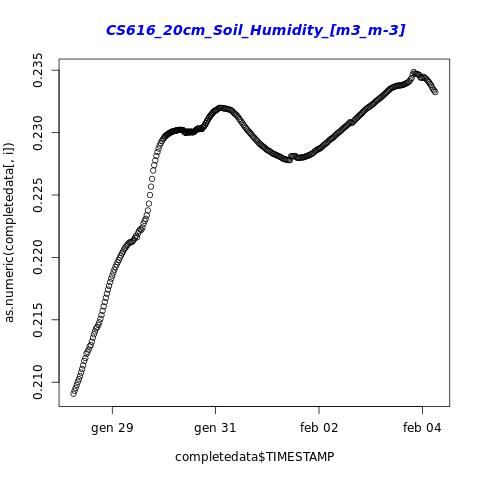 CS616_20cm_Soil_Humidity_[m3_m-3]
as.numeric(completedata[, i])
0.235
0.230
0.225
0.220
0.215
0.210
gen 29 gen 31 feb 02 feb 04
completedata$TIMESTAMP